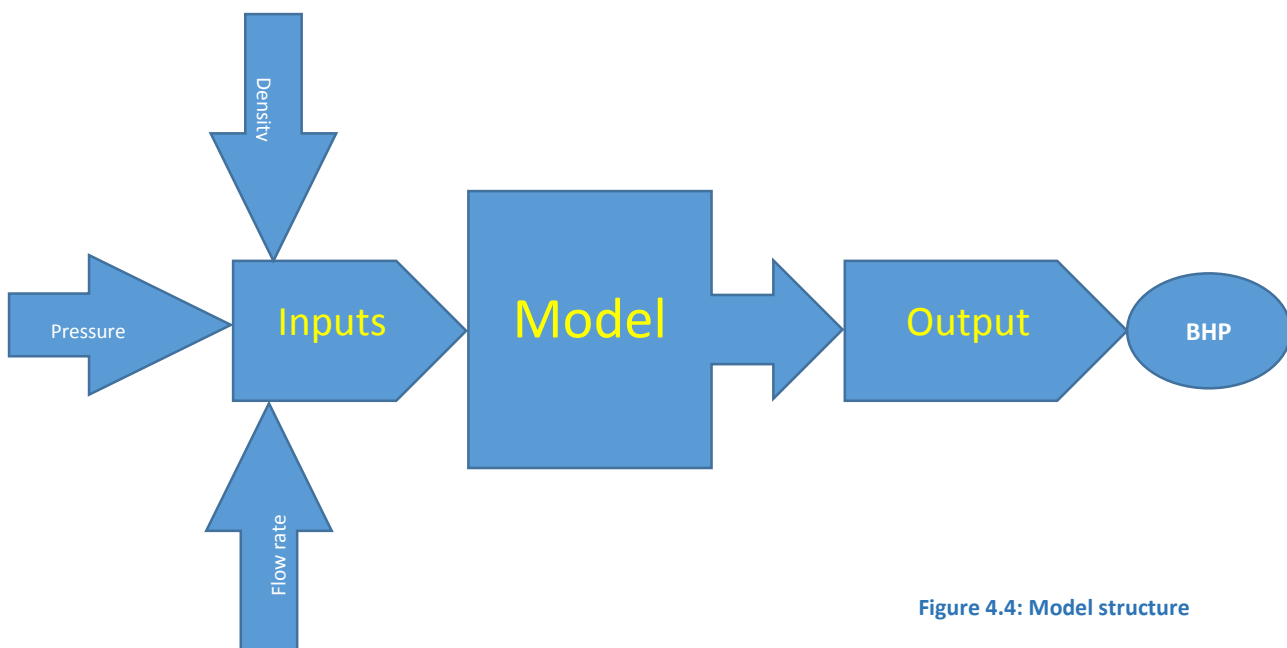 Density
Pressure
Inputs
Model
Output
BHP
Flow rate
Figure 4.4: Model structure